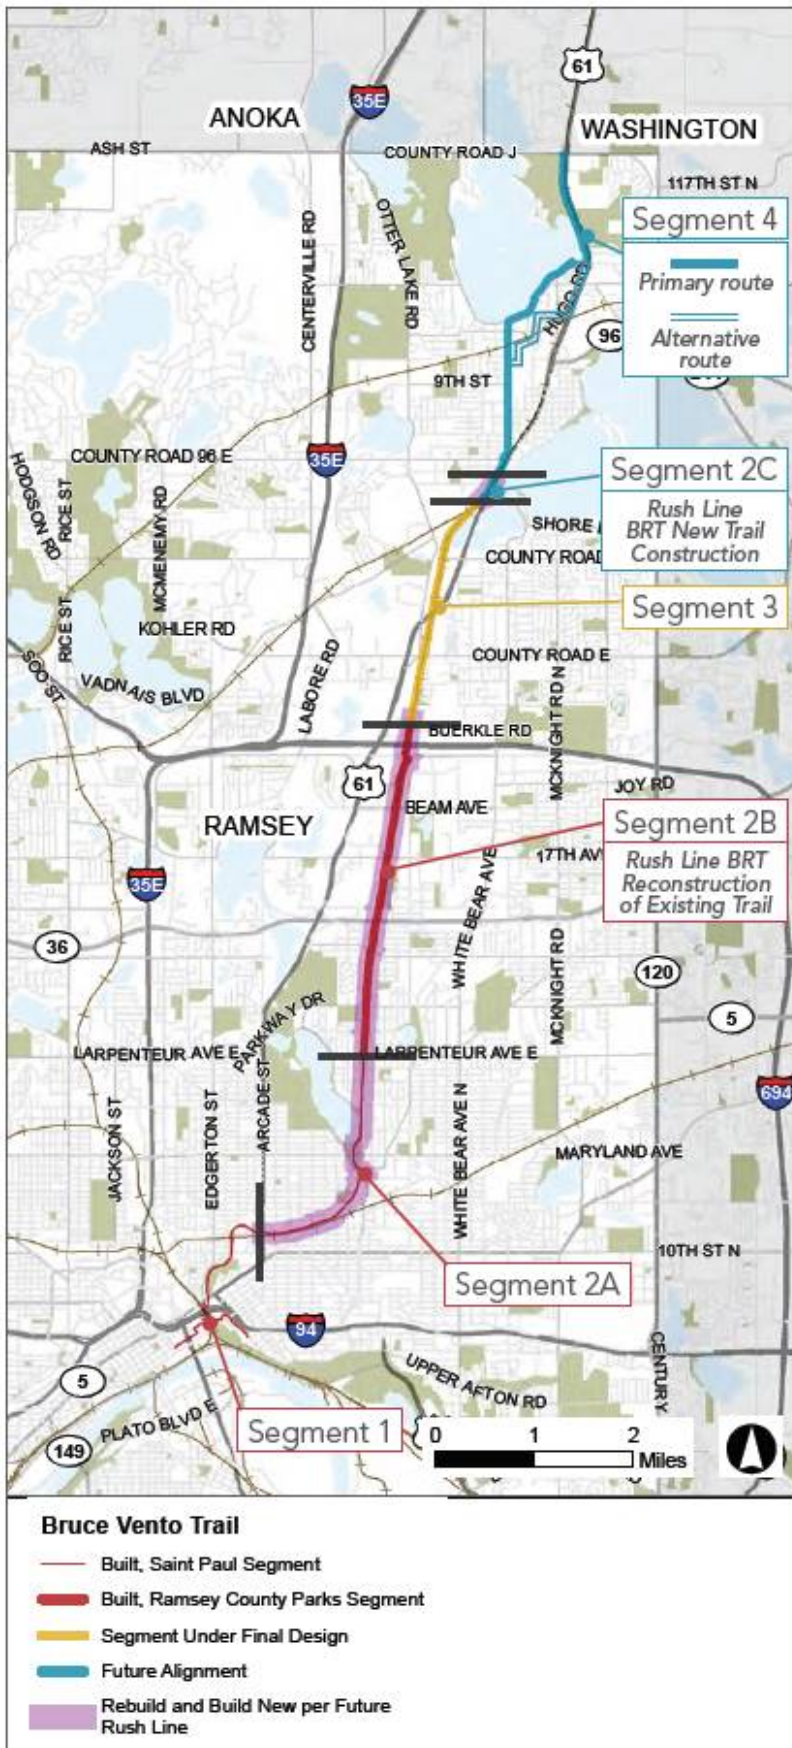 61
35E
ANOKA
WASHINGTON
ASH ST
COUNTY ROAD J
117TH ST N
Segment 4
Primary route
Alternative
route
CENTERVILLE RD
OTTER LAKE RD
HUGO RD
96
9TH ST
COUNTY ROAD 96 E
35E
HODGSON RD
RICE ST
MCMENEMY RD
Segment 2C
Rush Line
BRT New Trail
Construction
SHORE
COUNTY ROAD
Segment 3
RICE ST
KOHLER RD
COUNTY ROAD E
SOO ST
VADNAIS BLVD
LABORE RD
MCKNIGHT RD N
BUERKLE RD
61
JOY RD
BEAM AVE
RAMSEY
Segment 2B
Rush Line BRT
Reconstruction
of Existing Trail
17TH AV
35E
WHITE BEAR AVE
36
MCKNIGHT RD
120
5
PARKWAY DR
LARPENTEUR AVE E
LARPENTEUR AVE E
694
JACKSON ST
EDGERTON ST
ARCADE ST
WHITE BEAR AVE N
MARYLAND AVE
10TH ST N
Segment 2A
94
5
UPPER AFTON RD
CENTURY
PLATO BLVD E
149
Segment 1
0 1 2
Miles
Bruce Vento Trail
Built, Saint Paul Segment
Built, Ramsey County Parks Segment
Segment Under Final Design
Future Alignment
Rebuild and Build New per Future
Rush Line